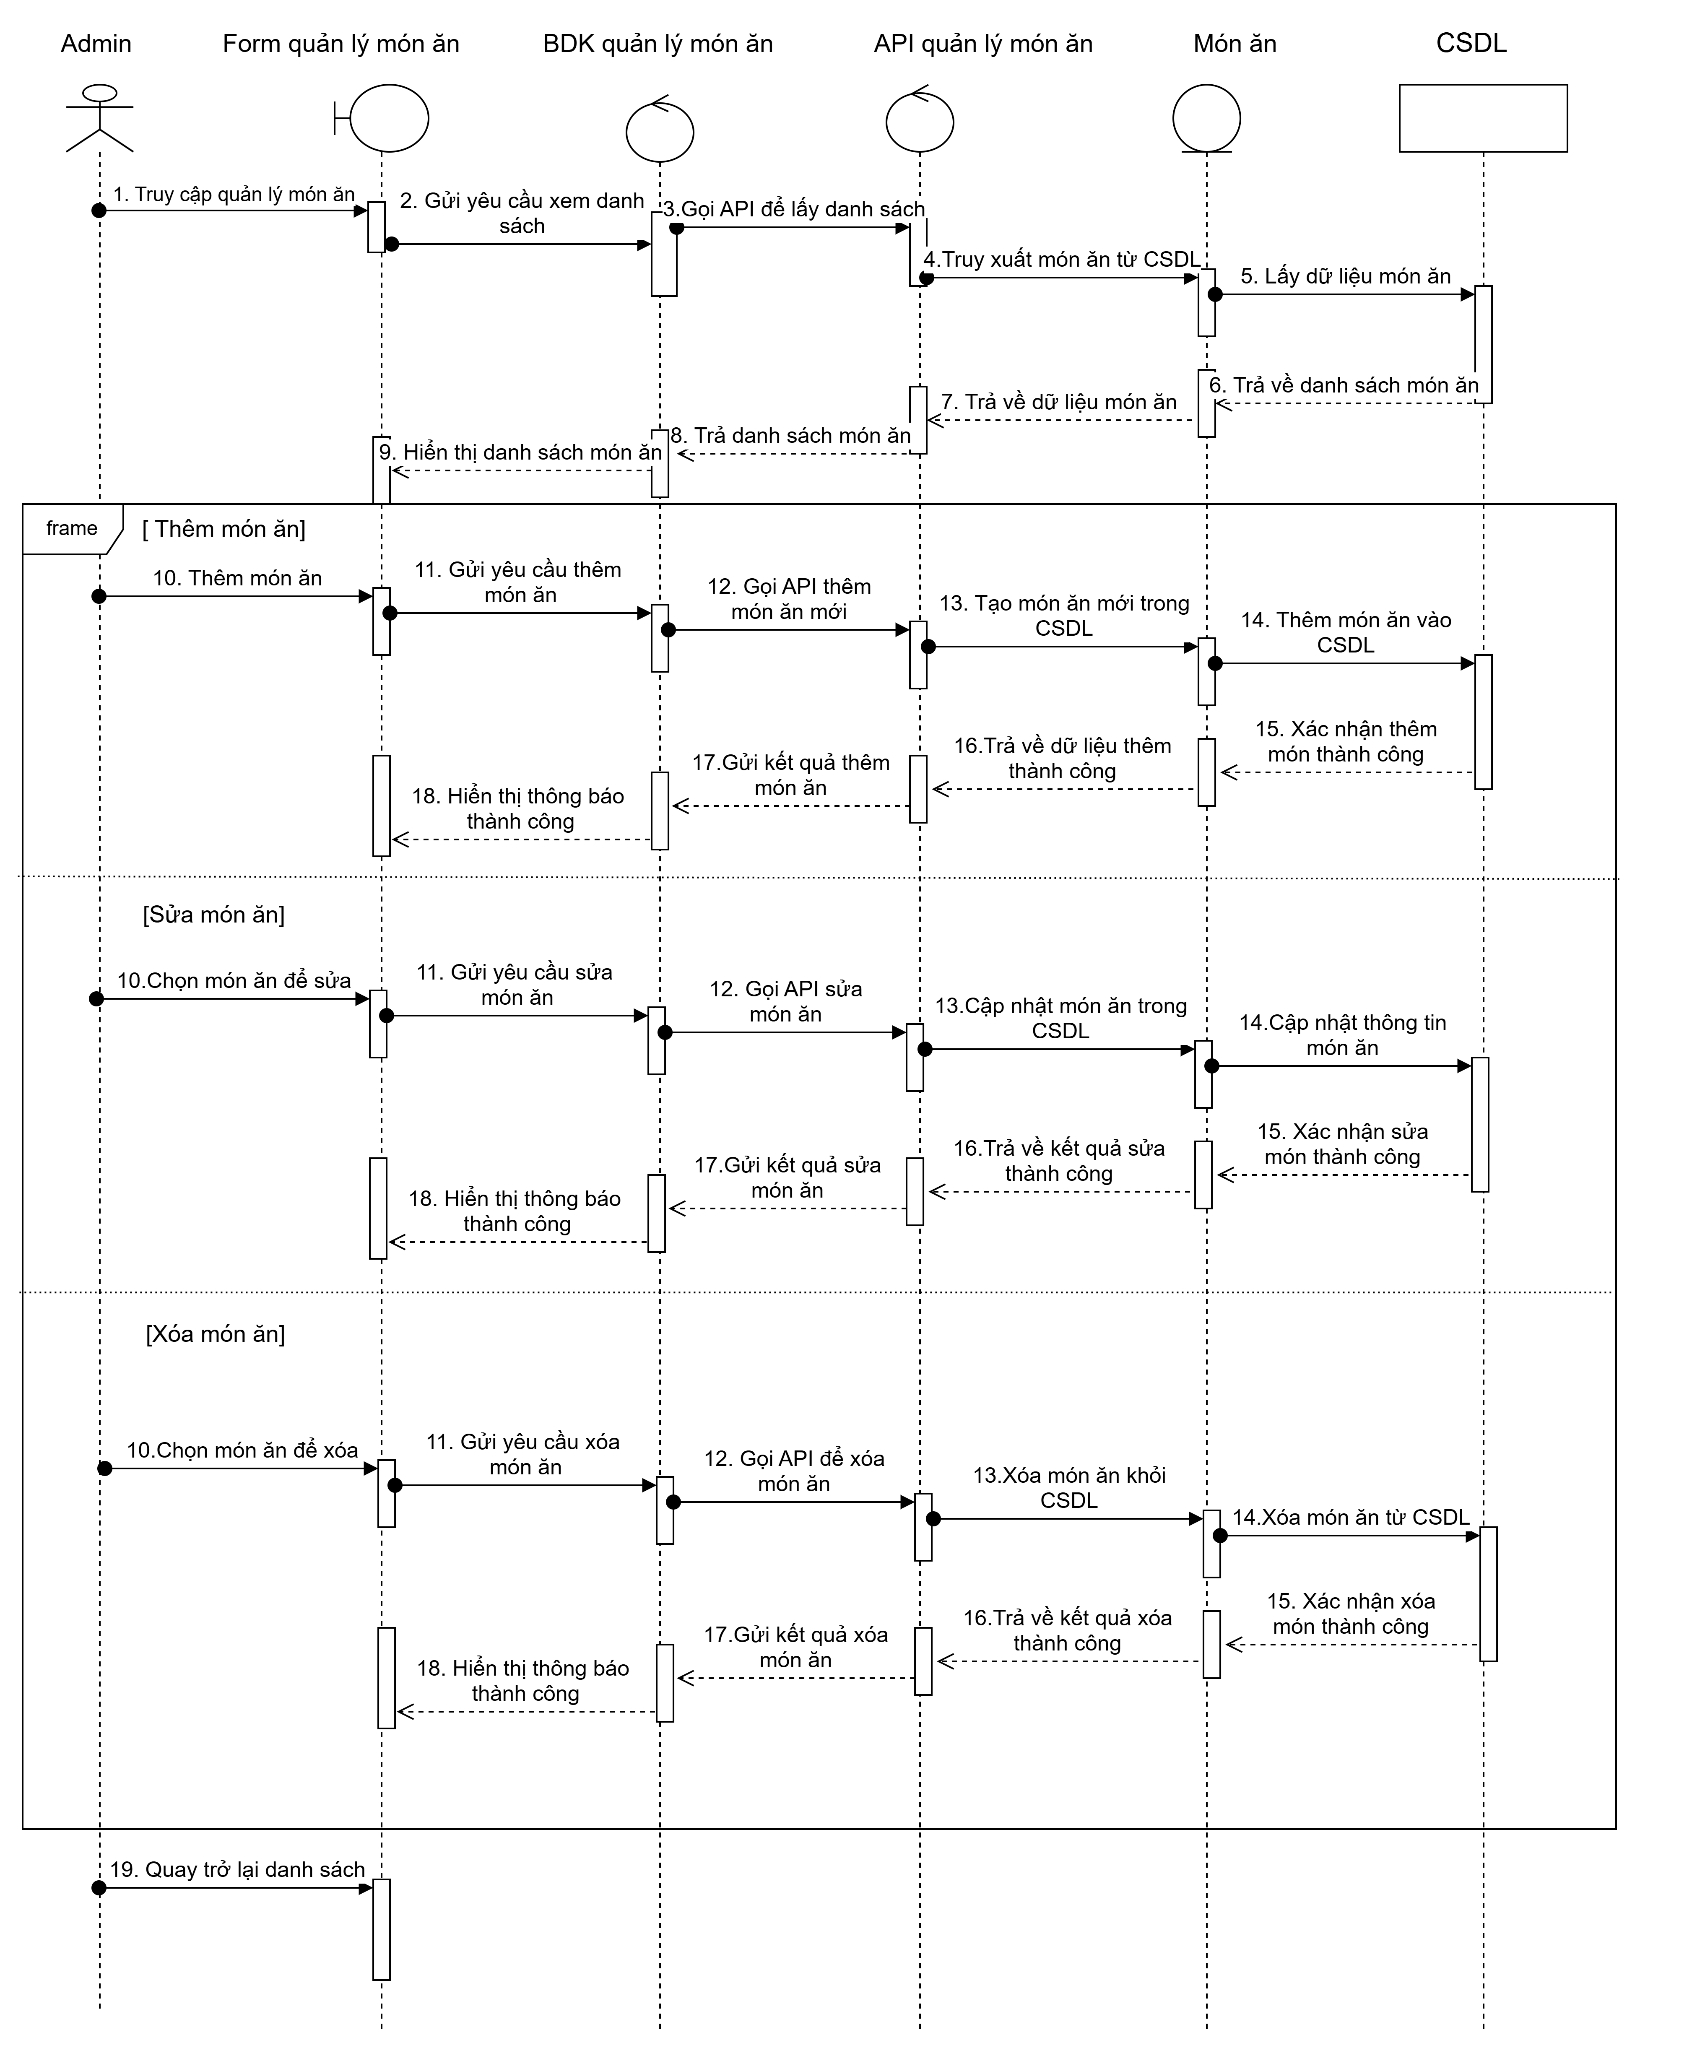 Admin
Form quản lý món ăn
BDK quản lý món ăn
API quản lý món ăn
Món ăn
CSDL
1. Truy cập quản lý món ăn
2. Gửi yêu cầu xem danh
sách
3.Gọi API để lấy danh sách
4.Truy xuất món ăn từ CSDL
5. Lấy dữ liệu món ăn
6. Trả về danh sách món ăn
7. Trả về dữ liệu món ăn
8. Trả danh sách món ăn
9. Hiển thị danh sách món ăn
frame
[ Thêm món ăn]
10. Thêm món ăn
11. Gửi yêu cầu thêm
món ăn
12. Gọi API thêm
món ăn mới
13. Tạo món ăn mới trong
CSDL
14. Thêm món ăn vào
CSDL
15. Xác nhận thêm
món thành công
16.Trả về dữ liệu thêm
thành công
17.Gửi kết quả thêm
món ăn
18. Hiển thị thông báo
thành công
[Sửa món ăn]
10.Chọn món ăn để sửa
11. Gửi yêu cầu sửa
món ăn
12. Gọi API sửa
món ăn
13.Cập nhật món ăn trong
CSDL
14.Cập nhật thông tin
món ăn
15. Xác nhận sửa
món thành công
16.Trả về kết quả sửa
thành công
17.Gửi kết quả sửa
món ăn
18. Hiển thị thông báo
thành công
[Xóa món ăn]
10.Chọn món ăn để xóa
11. Gửi yêu cầu xóa
món ăn
12. Gọi API để xóa
món ăn
13.Xóa món ăn khỏi
CSDL
14.Xóa món ăn từ CSDL
15. Xác nhận xóa
món thành công
16.Trả về kết quả xóa
thành công
17.Gửi kết quả xóa
món ăn
18. Hiển thị thông báo
thành công
19. Quay trở lại danh sách